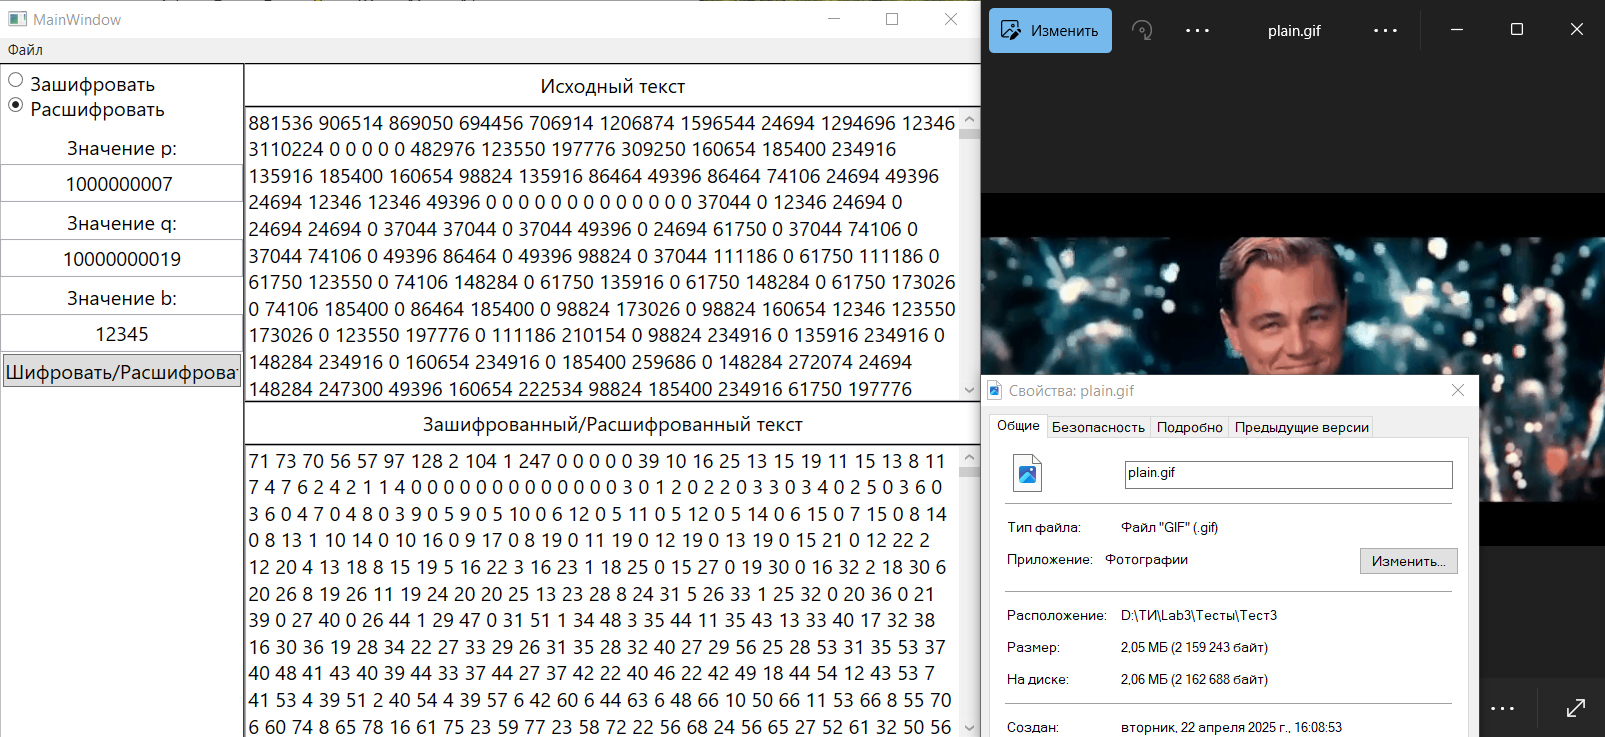 MainWindow
Файл
Зашифровать
Расшифровать
Значение p:
1000000007
Значение q:
10000000019
Значение b:
12345
Шифровать/Расшифрова
Исходный текст
881536 906514 869050 694456 706914 1206874 1596544 24694 1294696 12346
3110224 0 0 0 0 0 482976 123550 197776 309250 160654 185400 234916
135916 185400 160654 98824 135916 86464 49396 86464 74106 24694 49396
24694 12346 12346 49396 0 0 0 0 0 0 0 0 0 0 0 0 0 37044 0 12346 24694 0
24694 24694 0 37044 37044 0 37044 49396 0 24694 61750 0 37044 74106 0
37044 74106 0 49396 86464 0 49396 98824 0 37044 111186 0 61750 111186 0
61750 123550 0 74106 148284 0 61750 135916 0 61750 148284 0 61750 173026
0 74106 185400 0 86464 185400 0 98824 173026 0 98824 160654 12346 123550
173026 0 123550 197776 0 111186 210154 0 98824 234916 0 135916 234916 0
148284 234916 0 160654 234916 0 185400 259686 0 148284 272074 24694
148284 247300 49396 160654 222534 98824 185400 234916 61750 197776
Зашифрованный/Расшифрованный текст
71 73 70 56 57 97 128 2 104 1 247 0 0 0 0 0 39 10 16 25 13 15 19 11 15 13 8 11
7 4 7 6 2 4 2 1 1 4 0 0 0 0 0 0 0 0 0 0 0 0 0 3 0 1 2 0 2 2 0 3 3 0 3 4 0 2 5 0 3 6 0
3 6 0 4 7 0 4 8 0 3 9 0 5 9 0 5 10 0 6 12 0 5 11 0 5 12 0 5 14 0 6 15 0 7 15 0 8 14
0 8 13 1 10 14 0 10 16 0 9 17 0 8 19 0 11 19 0 12 19 0 13 19 0 15 21 0 12 22 2
12 20 4 13 18 8 15 19 5 16 22 3 16 23 1 18 25 0 15 27 0 19 30 0 16 32 2 18 30 6
20 26 8 19 26 11 19 24 20 20 25 13 23 28 8 24 31 5 26 33 1 25 32 0 20 36 0 21
39 0 27 40 0 26 44 1 29 47 0 31 51 1 34 48 3 35 44 11 35 43 13 33 40 17 32 38
16 30 36 19 28 34 22 27 33 29 26 31 35 28 32 40 27 29 56 25 28 53 31 35 53 37
40 48 41 43 40 39 44 33 37 44 27 37 42 22 40 46 22 42 49 18 44 54 12 43 53 7
41 53 4 39 51 2 40 54 4 39 57 6 42 60 6 44 63 6 48 66 10 50 66 11 53 66 8 55 70
6 60 74 8 65 78 16 61 75 23 59 77 23 58 72 22 56 68 24 56 65 27 52 61 32 50 56
Изменить
plain.gif
Свойства: plain.gif
Общие
Безопасность
Подробно
Предыдущие версии
plain.gif
Тип файла: Файл "GIF" (.gif)
Приложение: Фотографии
Изменить...
Расположение: D:\ТИ\Lab3\Тесты\Тест3
Размер: 2,05 МБ (2 159 243 байт)
На диске: 2,06 МБ (2 162 688 байт)
Создан: вторник, 22 апреля 2025 г., 16:08:53